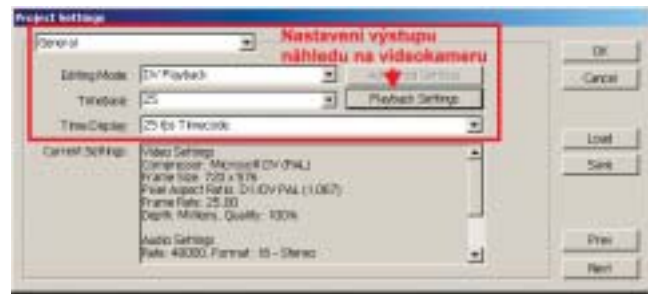 Project Settings
General
Nastavení výstupu
náhledu na videokameru
OK
Editing Mode: DV Playback
Advanced Settings
Cancel
Timebase: 25
Playback Settings
Time Display: 25 fps Timecode
Load
Current Settings:
Video Settings
Compressor: Microsoft DV (PAL)
Save
Frame Size: 720 x 576
Pixel Aspect Ratio: D1/DV PAL (1,067)
Frame Rate: 25.00
Depth: Millions, Quality: 100%
Audio Settings
Prev
Rate: 48000, Format: 16 - Stereo
Next